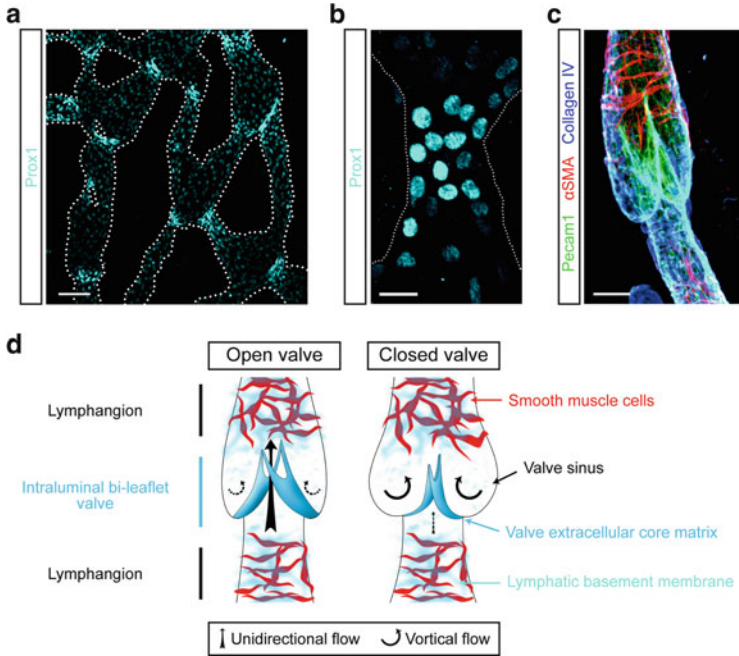 a
Prox1
b
Prox1
c
Pecam1 αSMA Collagen IV
d
Open valve
Closed valve
Lymphangion
Intraluminal bi-leaflet
valve
Lymphangion
Smooth muscle cells
Valve sinus
Valve extracellular core matrix
Lymphatic basement membrane
Unidirectional flow
Vortical flow